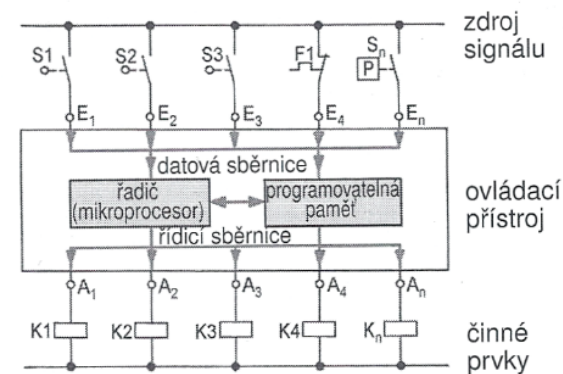 zdroj
signálu
S1 S2 S3 F1 Sn
P
E1 E2 E3 E4 En
datová sběrnice
řadič
(mikroprocesor)
programovatelná
paměť
ovládací
přístroj
řídicí sběrnice
A1 A2 A3 A4 An
K1 K2 K3 K4 Kn
činné
prvky